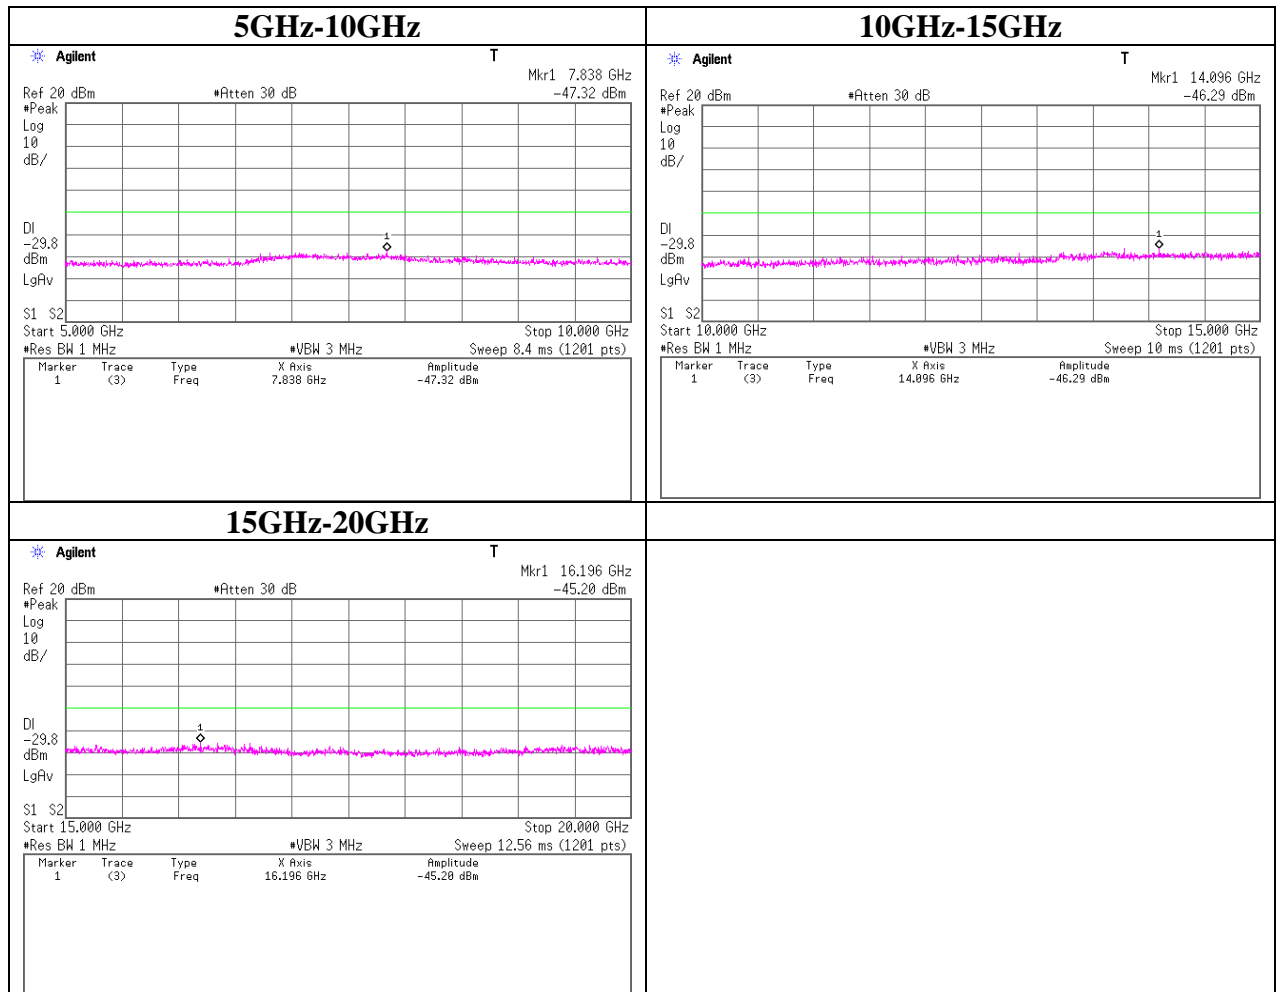 5GHz-10GHz
Agilent T
Mkr1 7.838 GHz
Ref 20 dBm #Atten 30 dB -47.32 dBm
#Peak
Log
10
dB/
DI
-29.8
dBm
LgAv
S1 S2
1
Start 5.000 GHz Stop 10.000 GHz
#Res BW 1 MHz #VBW 3 MHz Sweep 8.4 ms (1201 pts)
Marker Trace Type X Axis Amplitude
1 (3) Freq 7.838 GHz -47.32 dBm
10GHz-15GHz
Agilent T
Mkr1 14.096 GHz
Ref 20 dBm #Atten 30 dB -46.29 dBm
#Peak
Log
10
dB/
DI
-29.8
dBm
LgAv
S1 S2
1
Start 10.000 GHz Stop 15.000 GHz
#Res BW 1 MHz #VBW 3 MHz Sweep 10 ms (1201 pts)
Marker Trace Type X Axis Amplitude
1 (3) Freq 14.096 GHz -46.29 dBm
15GHz-20GHz
Agilent T
Mkr1 16.196 GHz
Ref 20 dBm #Atten 30 dB -45.20 dBm
#Peak
Log
10
dB/
DI
-29.8
dBm
LgAv
S1 S2
1
Start 15.000 GHz Stop 20.000 GHz
#Res BW 1 MHz #VBW 3 MHz Sweep 12.56 ms (1201 pts)
Marker Trace Type X Axis Amplitude
1 (3) Freq 16.196 GHz -45.20 dBm